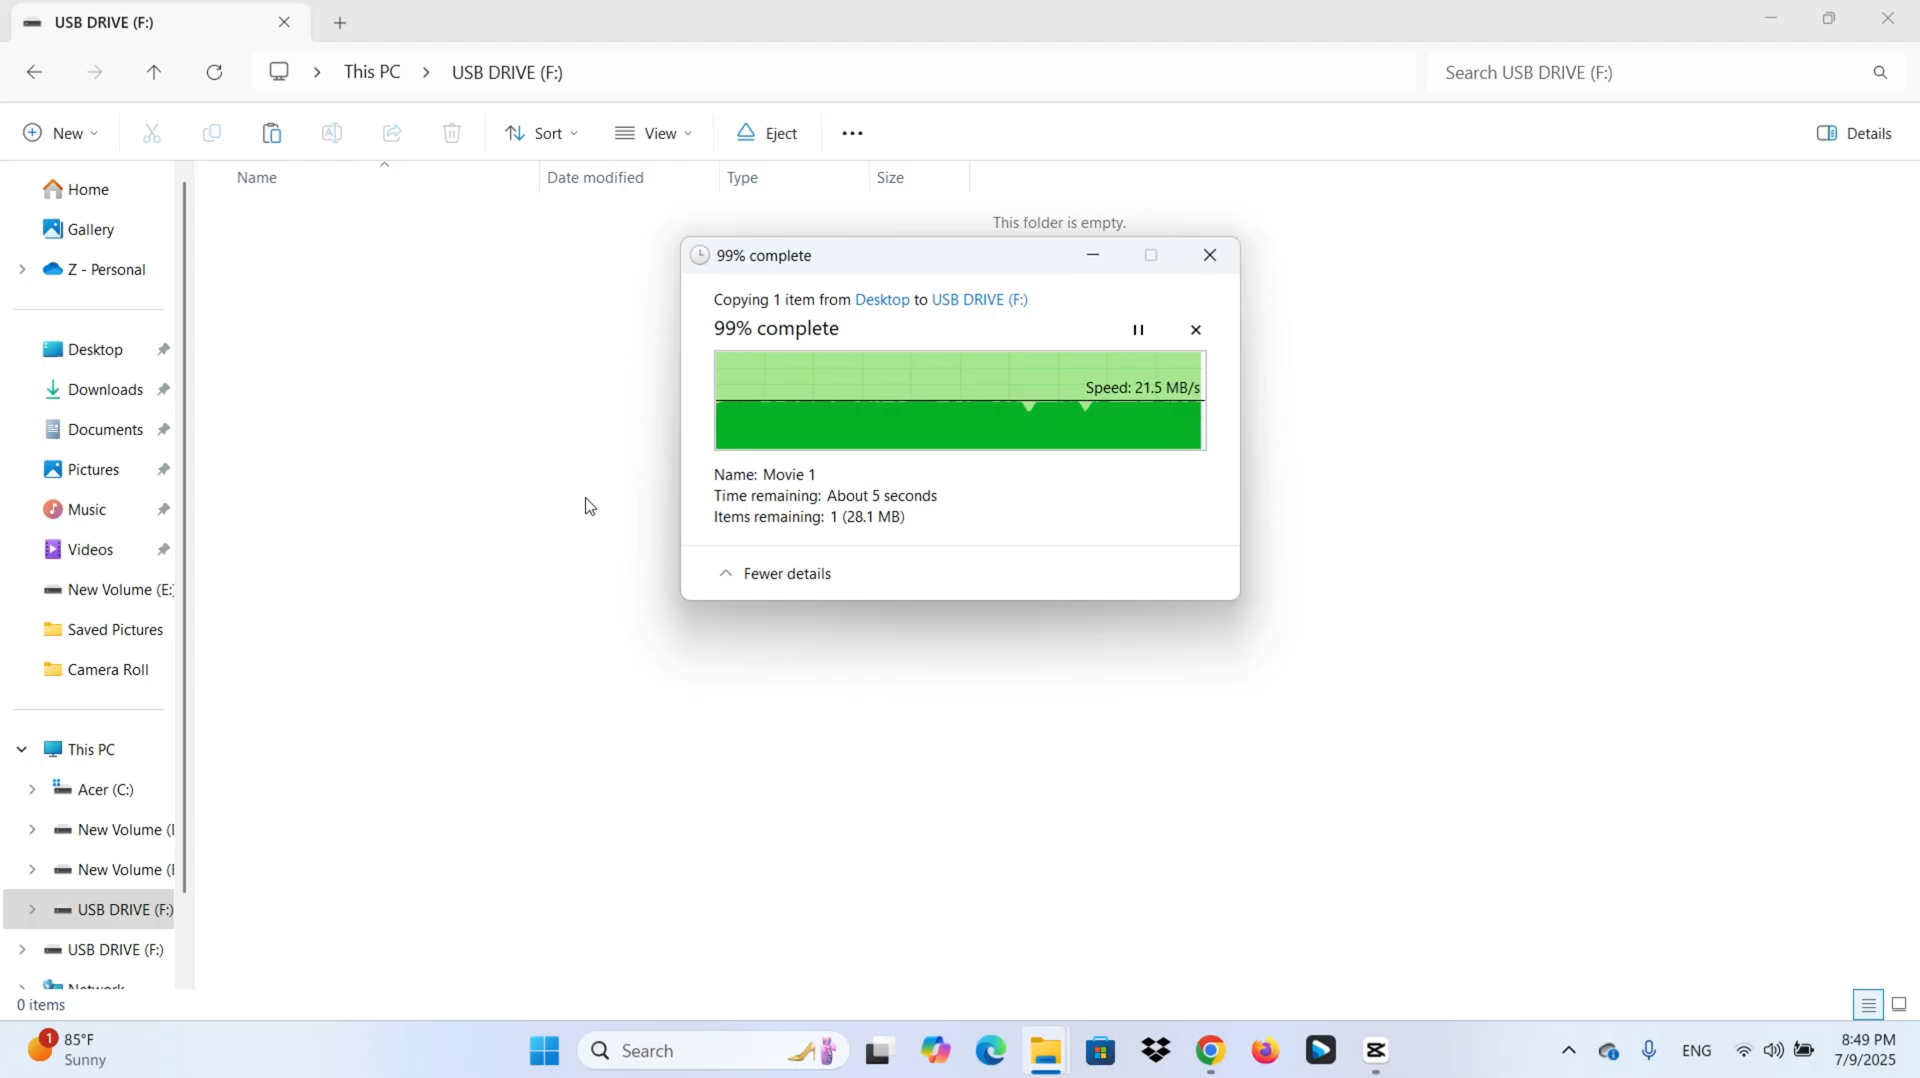 USB DRIVE (F:)
This PC
USB DRIVE (F:)
Search USB DRIVE (F:)
New
Sort
View
Eject
Details
Name
Date modified
Type
Size
This folder is empty.
Home
Gallery
Z - Personal
Desktop
Downloads
Documents
Pictures
Music
Videos
New Volume (E:)
Saved Pictures
Camera Roll
This PC
Acer (C:)
New Volume (
New Volume (
USB DRIVE (F:)
USB DRIVE (F:)
Network
0 items
99% complete
Copying 1 item from Desktop to USB DRIVE (F:)
99% complete
Speed: 21.5 MB/s
Name: Movie 1
Time remaining: About 5 seconds
Items remaining: 1 (28.1 MB)
Fewer details
1
85°F
Sunny
Search
ENG
8:49 PM
7/9/2025